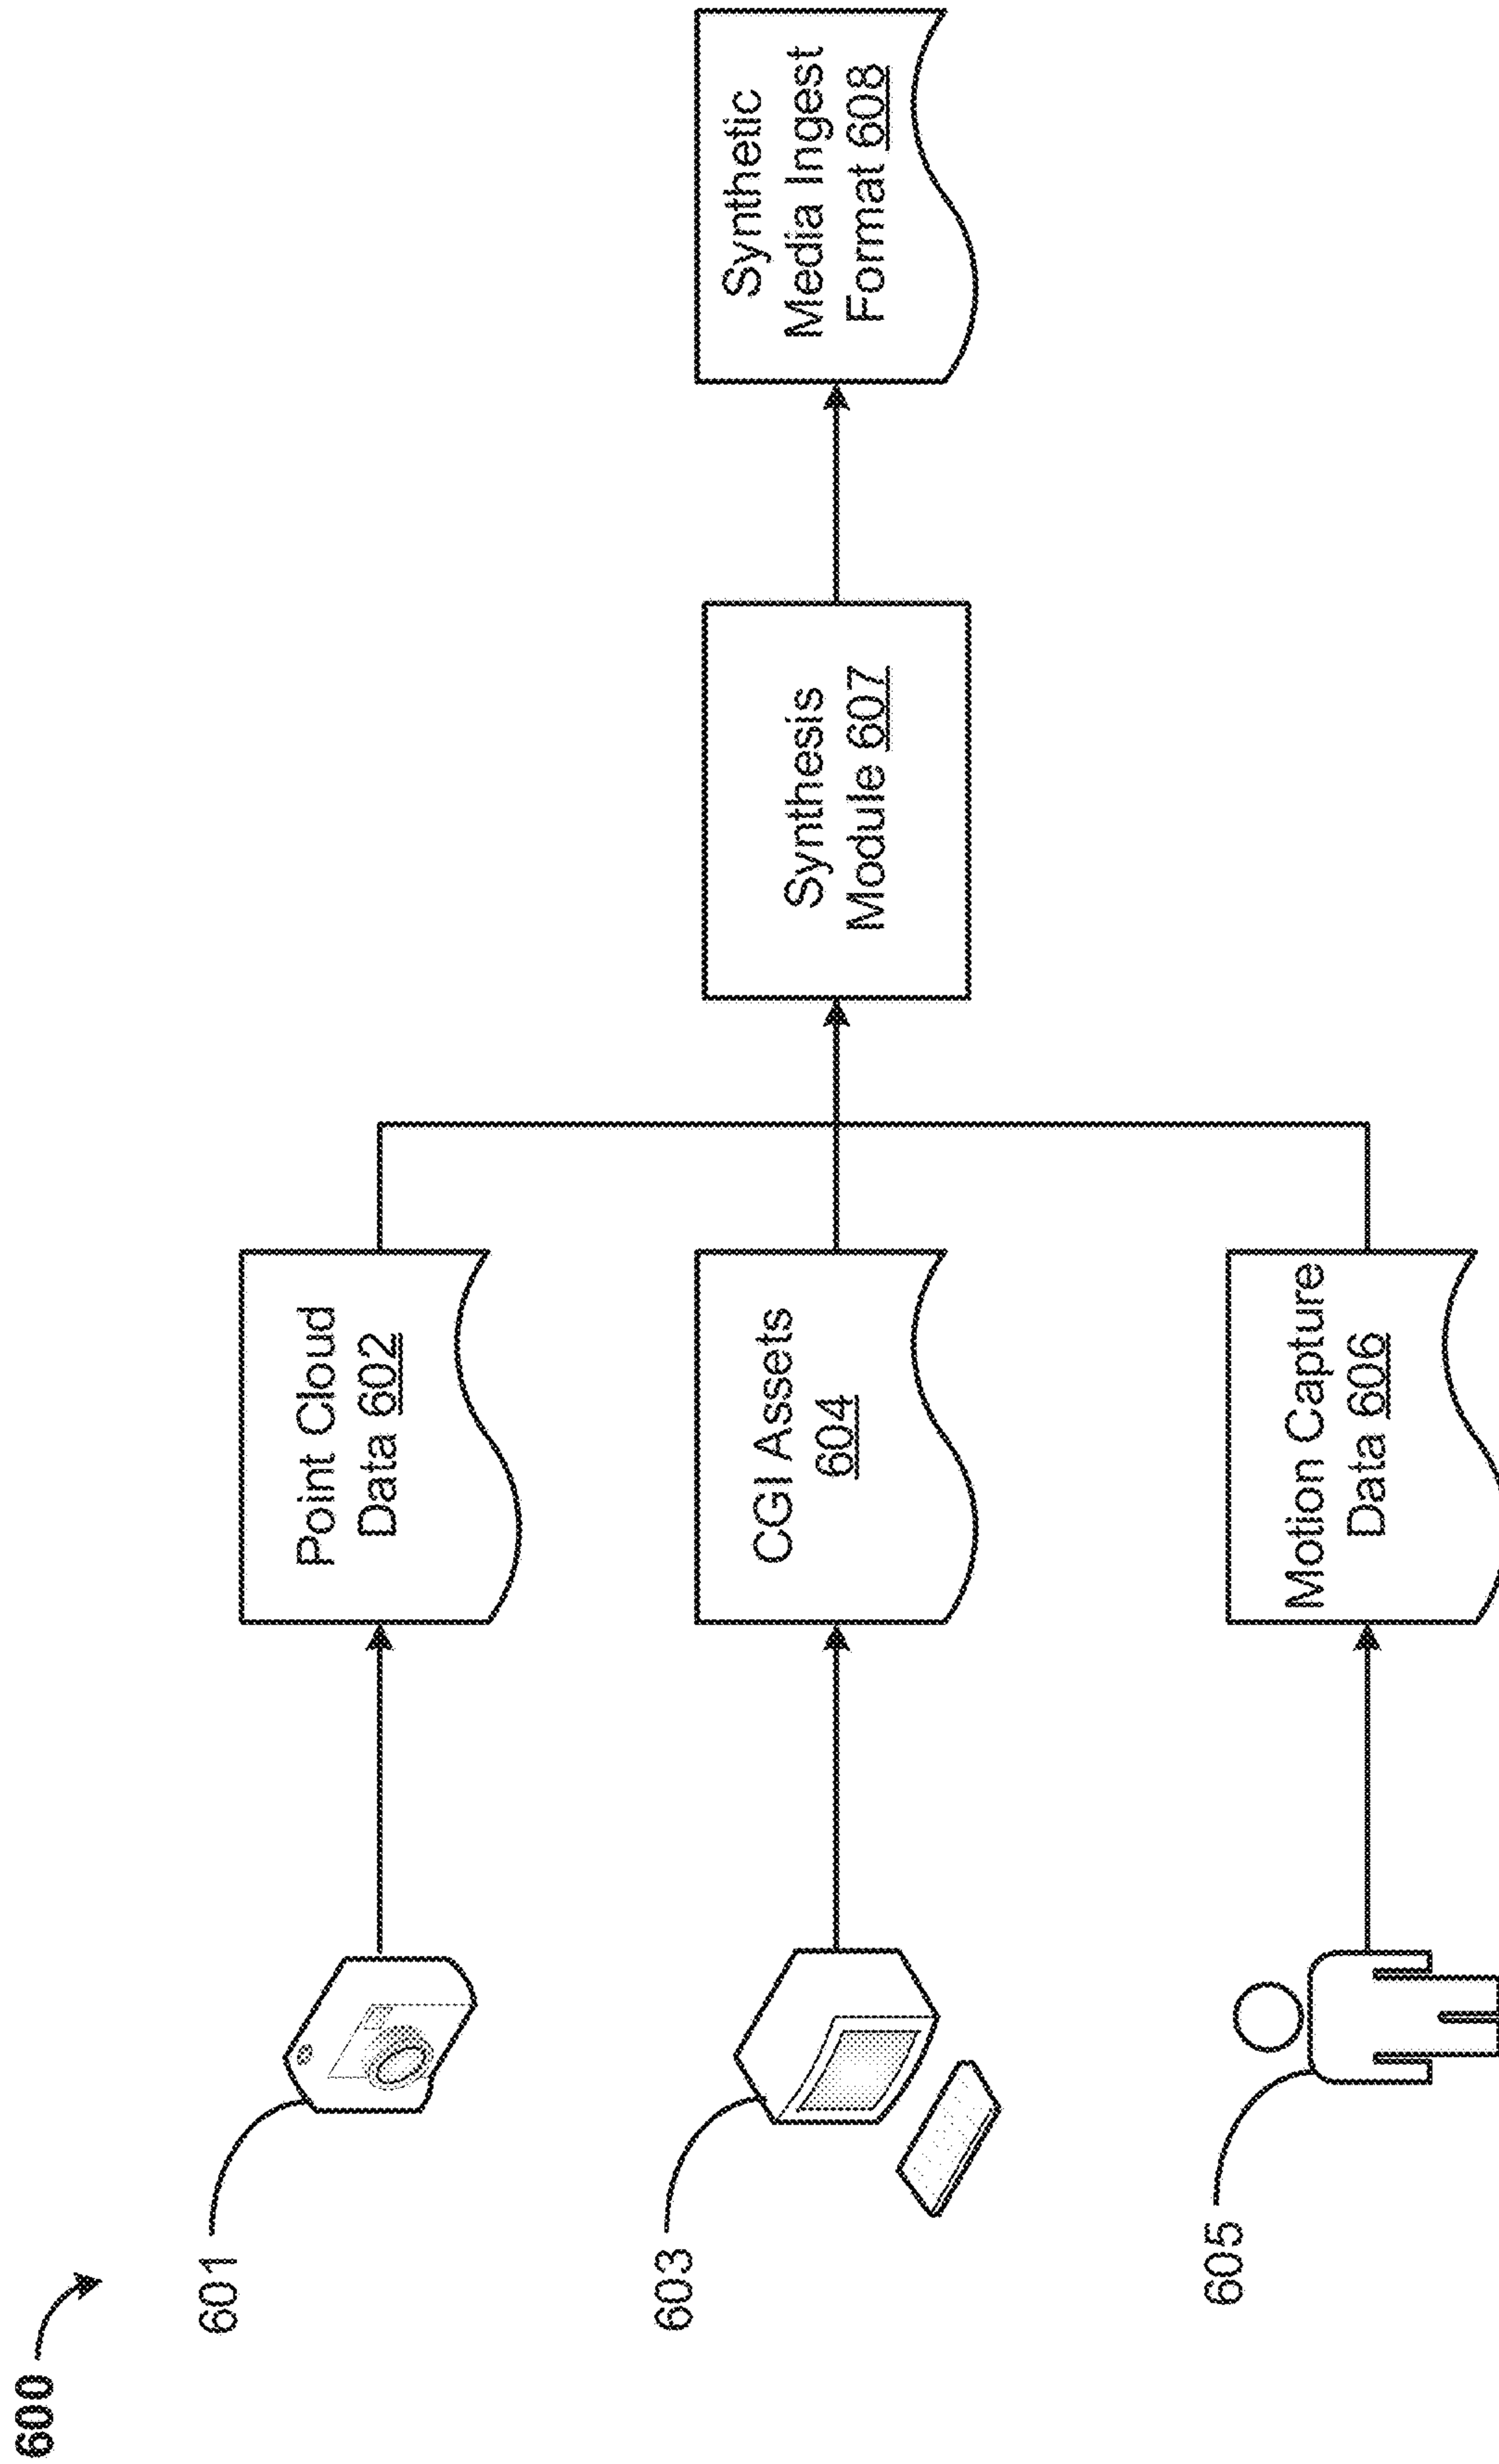 600
601
Point Cloud
Data 602
603
CGI Assets
604
605
Motion Capture
Data 606
Synthesis
Module 607
Synthetic
Media Ingest
Format 608